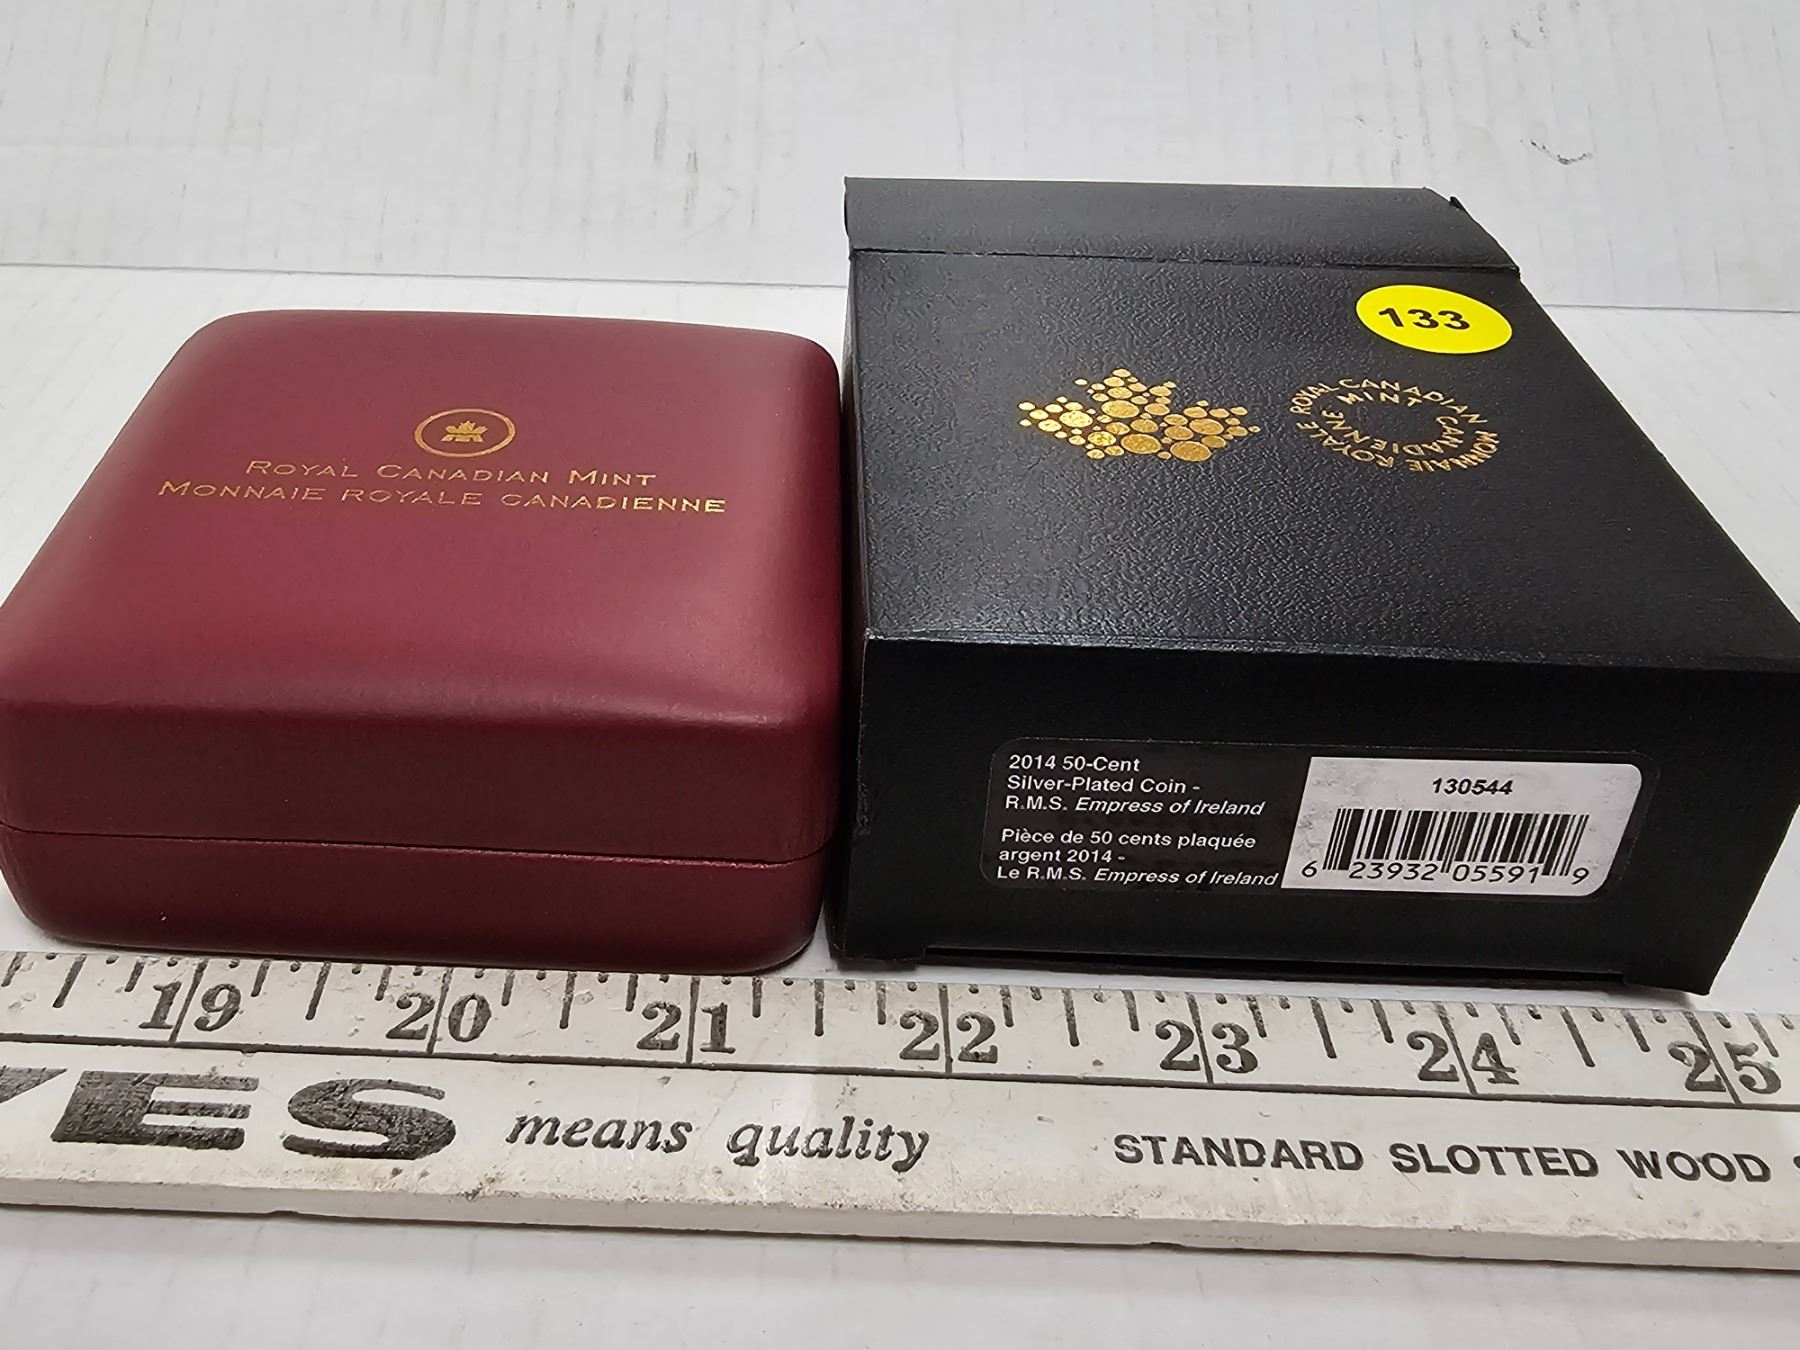 ROYAL CANADIAN MINT
MONNAIE ROYALE CANADIENNE
133
ROYAL CANADIAN MINT
MONNAIE ROYALE CANADIENNE
2014 50-Cent
Silver-Plated Coin -
R.M.S. Empress of Ireland
Pièce de 50 cents plaquée
argent 2014 -
Le R.M.S. Empress of Ireland
130544
6 23932 05591 9
19 20 21 22 23 24 25
means quality
STANDARD SLOTTED WOOD